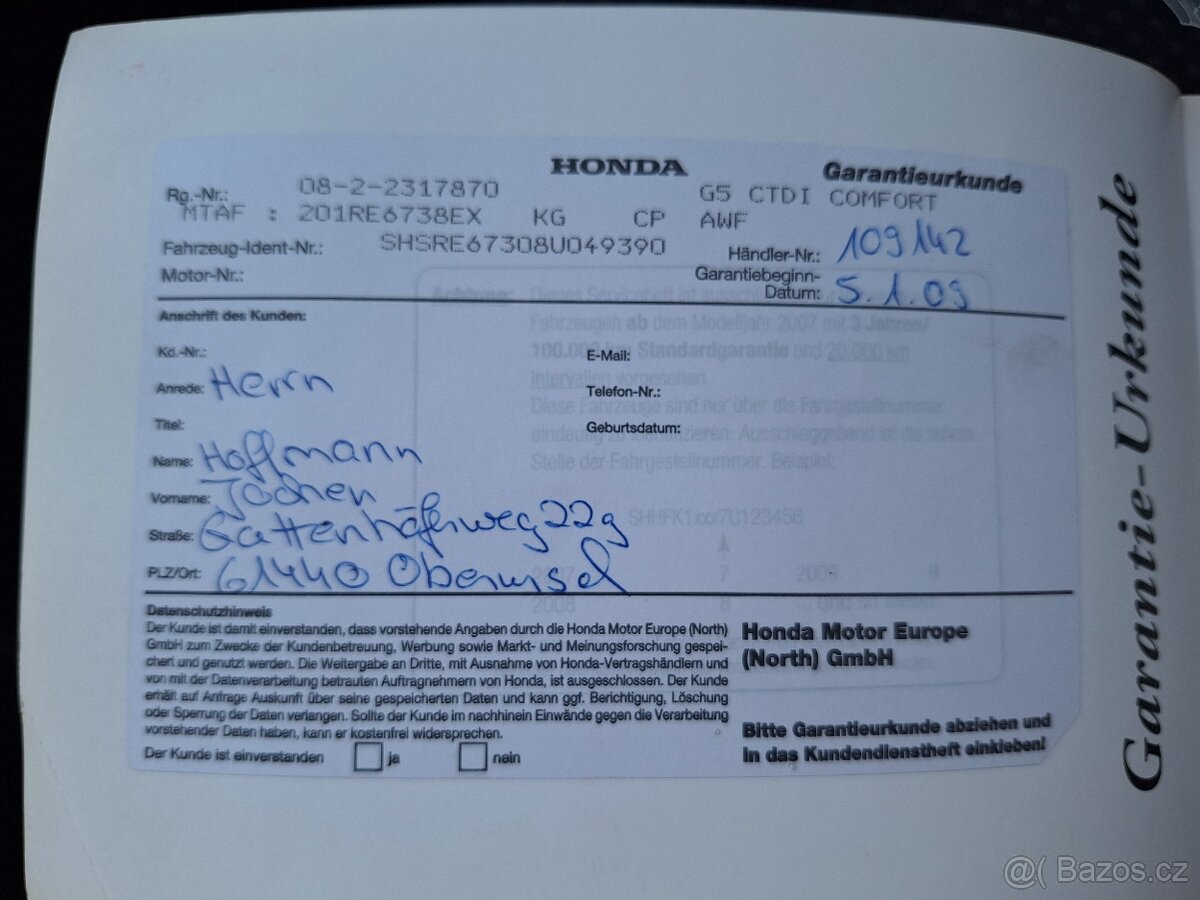 HONDA
Garantieurkunde
Rg.-Nr.: 08-2-2317870 G5 CTDI COMFORT
MTAF : 201RE6738EX KG CP AWF
Fahrzeug-Ident-Nr.: SHSRE67308U049390 Händler-Nr.: 109142
Motor-Nr.: Garantiebeginn-
Datum: 5.1.09
Anschrift des Kunden:
Kd.-Nr.: E-Mail:
Anrede: Herrn Telefon-Nr.:
Titel: Geburtsdatum:
Name: Hoffmann
Vorname: Jochen
Straße: 22g
PLZ/Ort: 61440 Oberursel
Datenschutzhinweis
Der Kunde ist damit einverstanden, dass vorstehende Angaben durch die Honda Motor Europe (North)
GmbH zum Zwecke der Kundenbetreuung, Werbung sowie Markt- und Meinungsforschung gespei-
chert und genutzt werden. Die Weitergabe an Dritte, mit Ausnahme von Honda-Vertragshändlern und
von mit der Datenverarbeitung betrauten Auftragnehmern von Honda, ist ausgeschlossen. Der Kunde
erhält auf Anfrage Auskunft über seine gespeicherten Daten und kann ggf. Berichtigung, Löschung
oder Sperrung der Daten verlangen. Sollte der Kunde im nachhinein Einwände gegen die Verarbeitung
vorstehender Daten haben, kann er kostenfrei widersprechen.
Der Kunde ist einverstanden ja nein
Honda Motor Europe
(North) GmbH
Bitte Garantieurkunde abziehen und
in das Kundendienstheft einkleben!
Garantie-Urkunde
@( Bazos.cz